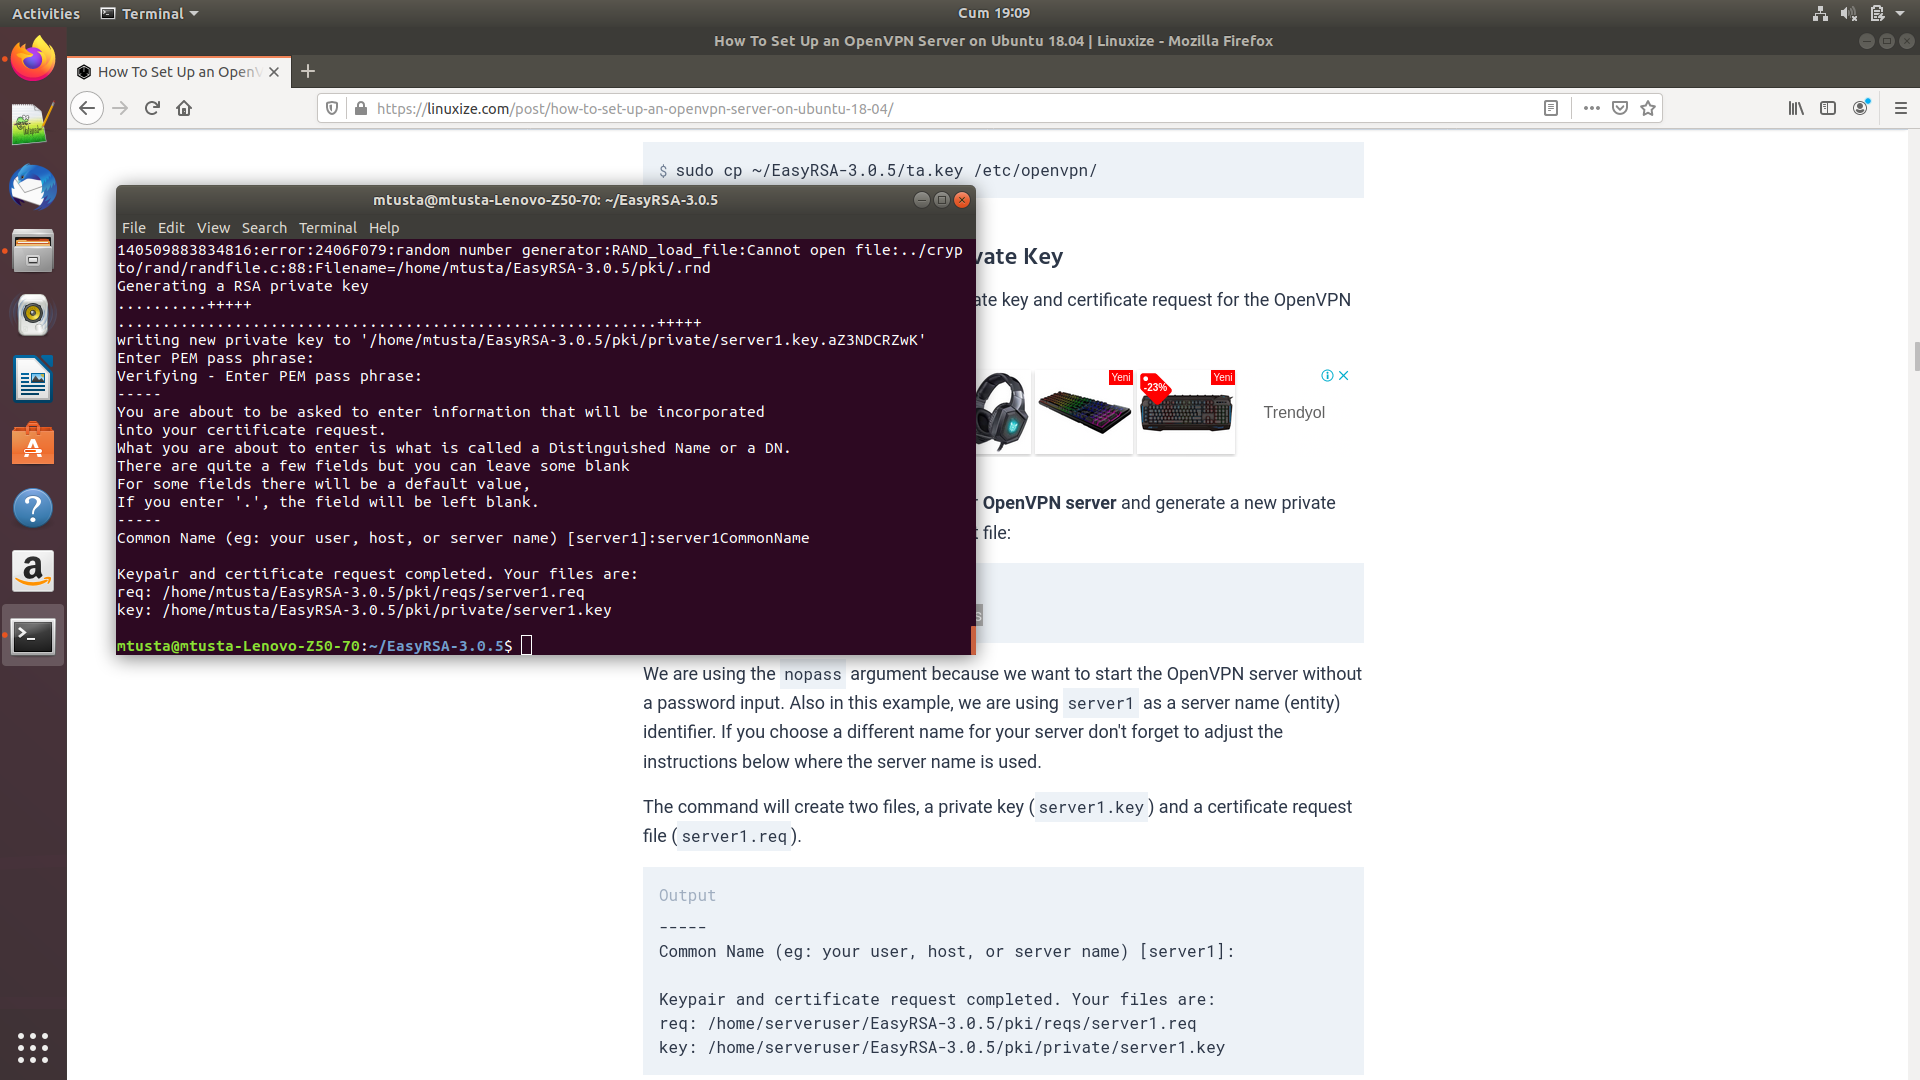 Activities
Terminal
Cum 19:09
How To Set Up an OpenVPN Server on Ubuntu 18.04 | Linuxize - Mozilla Firefox
How To Set Up an OpenV
https://linuxize.com/post/how-to-set-up-an-openvpn-server-on-ubuntu-18-04/
$ sudo cp ~/EasyRSA-3.0.5/ta.key /etc/openvpn/
mtusta@mtusta-Lenovo-Z50-70: ~/EasyRSA-3.0.5
File Edit View Search Terminal Help
140509883834816:error:2406F079:random number generator:RAND_load_file:Cannot open file:../cryp
to/rand/randfile.c:88:Filename=/home/mtusta/EasyRSA-3.0.5/pki/.rnd
Generating a RSA private key
..........+++++
............................................................+++++
writing new private key to '/home/mtusta/EasyRSA-3.0.5/pki/private/server1.key.aZ3NDCRZwK'
Enter PEM pass phrase:
Verifying - Enter PEM pass phrase:
-----
You are about to be asked to enter information that will be incorporated
into your certificate request.
What you are about to enter is what is called a Distinguished Name or a DN.
There are quite a few fields but you can leave some blank
For some fields there will be a default value,
If you enter '.', the field will be left blank.
-----
Common Name (eg: your user, host, or server name) [server1]:server1CommonName
Keypair and certificate request completed. Your files are:
req: /home/mtusta/EasyRSA-3.0.5/pki/reqs/server1.req
key: /home/mtusta/EasyRSA-3.0.5/pki/private/server1.key
mtusta@mtusta-Lenovo-Z50-70:~/EasyRSA-3.0.5$
vate Key
ate key and certificate request for the OpenVPN
Yeni
-23%
Yeni
Trendyol
OpenVPN server and generate a new private
t file:
s
We are using the nopass argument because we want to start the OpenVPN server without
a password input. Also in this example, we are using server1 as a server name (entity)
identifier. If you choose a different name for your server don't forget to adjust the
instructions below where the server name is used.
The command will create two files, a private key (server1.key) and a certificate request
file (server1.req).
Output
-----
Common Name (eg: your user, host, or server name) [server1]:
Keypair and certificate request completed. Your files are:
req: /home/serveruser/EasyRSA-3.0.5/pki/reqs/server1.req
key: /home/serveruser/EasyRSA-3.0.5/pki/private/server1.key